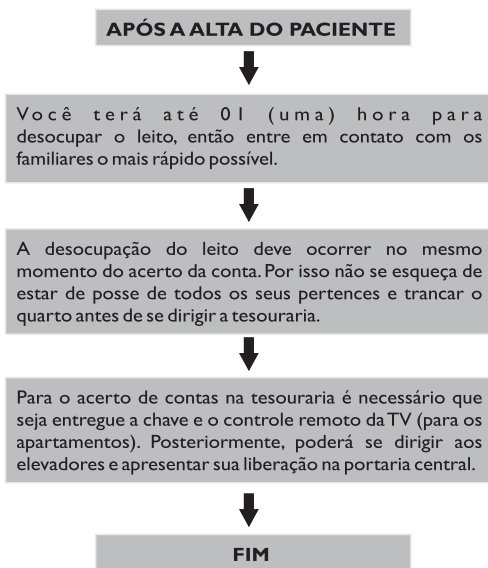 APÓS A ALTA DO PACIENTE
Você terá até 01 (uma) hora para
desocupar o leito, então entre em contato com os
familiares o mais rápido possível.
A desocupação do leito deve ocorrer no mesmo
momento do acerto da conta. Por isso não se esqueça de
estar de posse de todos os seus pertences e trancar o
quarto antes de se dirigir a tesouraria.
Para o acerto de contas na tesouraria é necessário que
seja entregue a chave e o controle remoto da TV (para os
apartamentos). Posteriormente, poderá se dirigir aos
elevadores e apresentar sua liberação na portaria central.
FIM